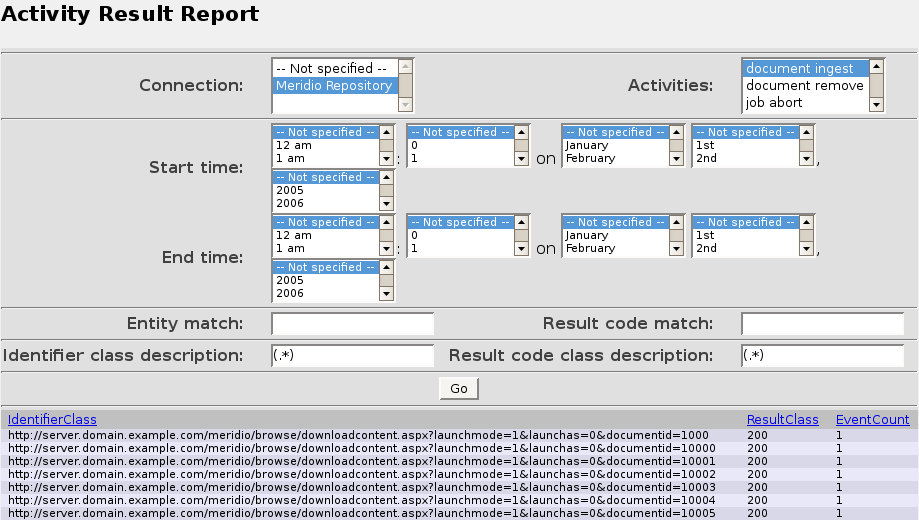 Activity Result Report
Connection: -- Not specified -- Meridio Repository Activities: document ingest document remove job abort
Start time: -- Not specified -- 12 am 1 am : -- Not specified -- 0 1 on -- Not specified -- January February -- Not specified -- 1st 2nd ,
-- Not specified -- 2005 2006
End time: -- Not specified -- 12 am 1 am : -- Not specified -- 0 1 on -- Not specified -- January February -- Not specified -- 1st 2nd ,
-- Not specified -- 2005 2006
Entity match: Result code match:
Identifier class description: (.*) Result code class description: (.*)
Go
IdentifierClass ResultClass EventCount
http://server.domain.example.com/meridio/browse/downloadcontent.aspx?launchmode=1&launchas=0&documentid=1000 200 1
http://server.domain.example.com/meridio/browse/downloadcontent.aspx?launchmode=1&launchas=0&documentid=10000 200 1
http://server.domain.example.com/meridio/browse/downloadcontent.aspx?launchmode=1&launchas=0&documentid=10001 200 1
http://server.domain.example.com/meridio/browse/downloadcontent.aspx?launchmode=1&launchas=0&documentid=10002 200 1
http://server.domain.example.com/meridio/browse/downloadcontent.aspx?launchmode=1&launchas=0&documentid=10003 200 1
http://server.domain.example.com/meridio/browse/downloadcontent.aspx?launchmode=1&launchas=0&documentid=10004 200 1
http://server.domain.example.com/meridio/browse/downloadcontent.aspx?launchmode=1&launchas=0&documentid=10005 200 1